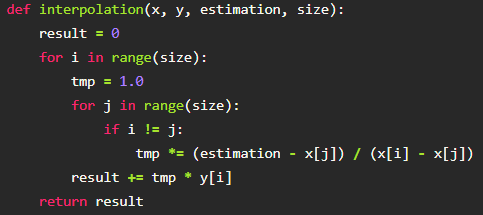 def interpolation(x, y, estimation, size):
    result = 0
    for i in range(size):
        tmp = 1.0
        for j in range(size):
            if i != j:
                tmp *= (estimation - x[j]) / (x[i] - x[j])
        result += tmp * y[i]
    return result